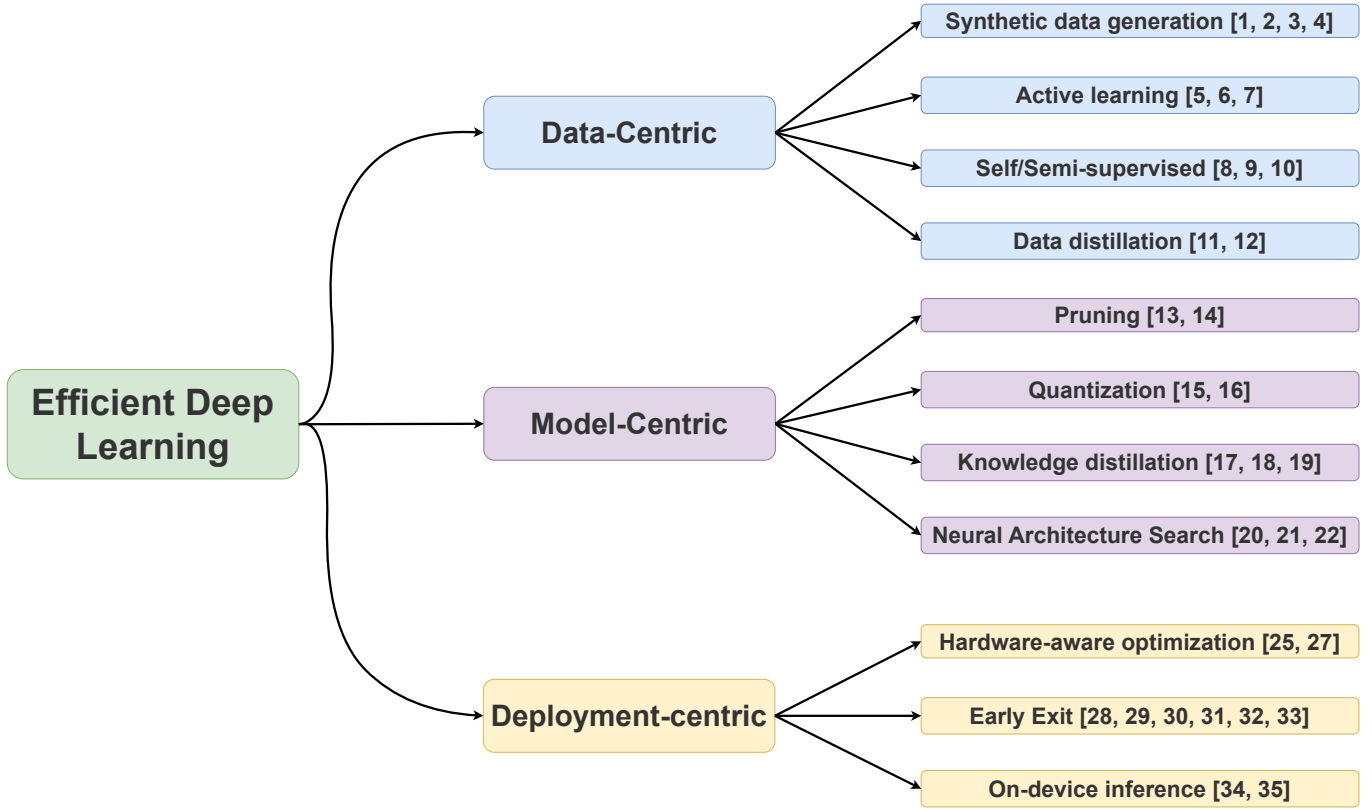 Efficient Deep
Learning
Data-Centric
Synthetic data generation [1, 2, 3, 4]
Active learning [5, 6, 7]
Self/Semi-supervised [8, 9, 10]
Data distillation [11, 12]
Model-Centric
Pruning [13, 14]
Quantization [15, 16]
Knowledge distillation [17, 18, 19]
Neural Architecture Search [20, 21, 22]
Deployment-centric
Hardware-aware optimization [25, 27]
Early Exit [28, 29, 30, 31, 32, 33]
On-device inference [34, 35]